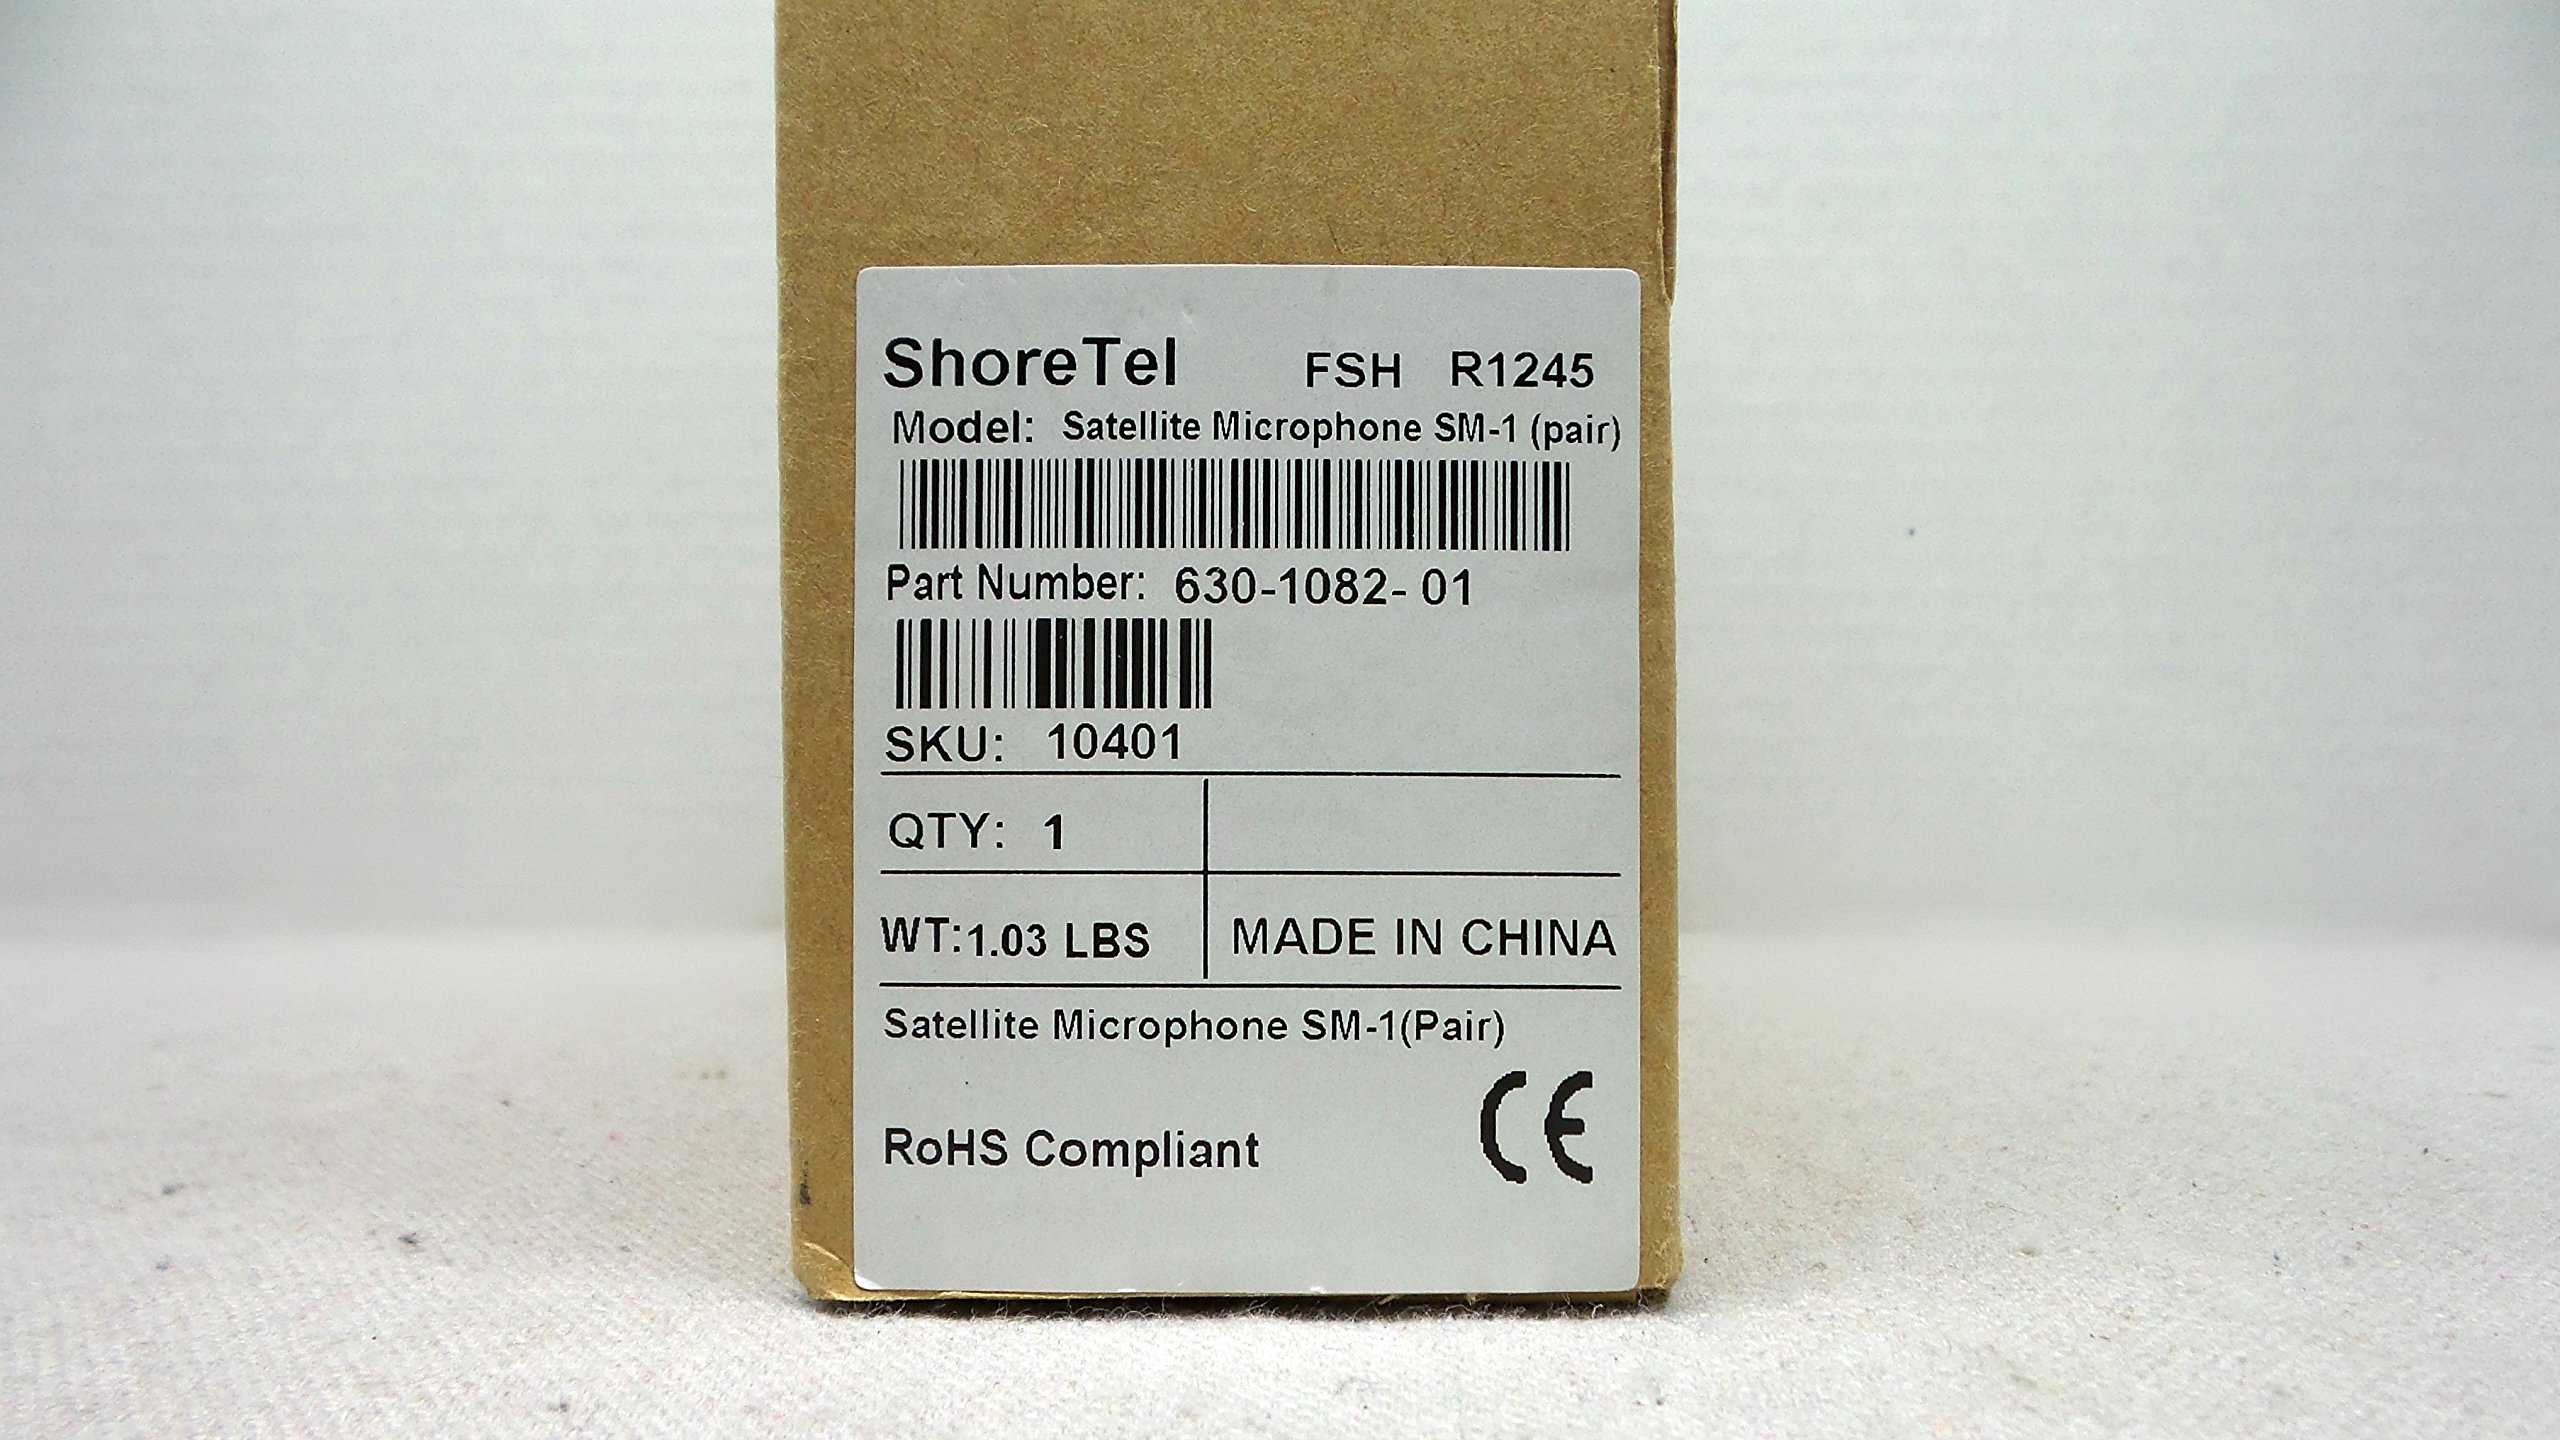 ShoreTel FSH R1245
Model: Satellite Microphone SM-1 (pair)
Part Number: 630-1082- 01
SKU: 10401
QTY: 1
WT:1.03 LBS MADE IN CHINA
Satellite Microphone SM-1(Pair)
RoHS Compliant CE